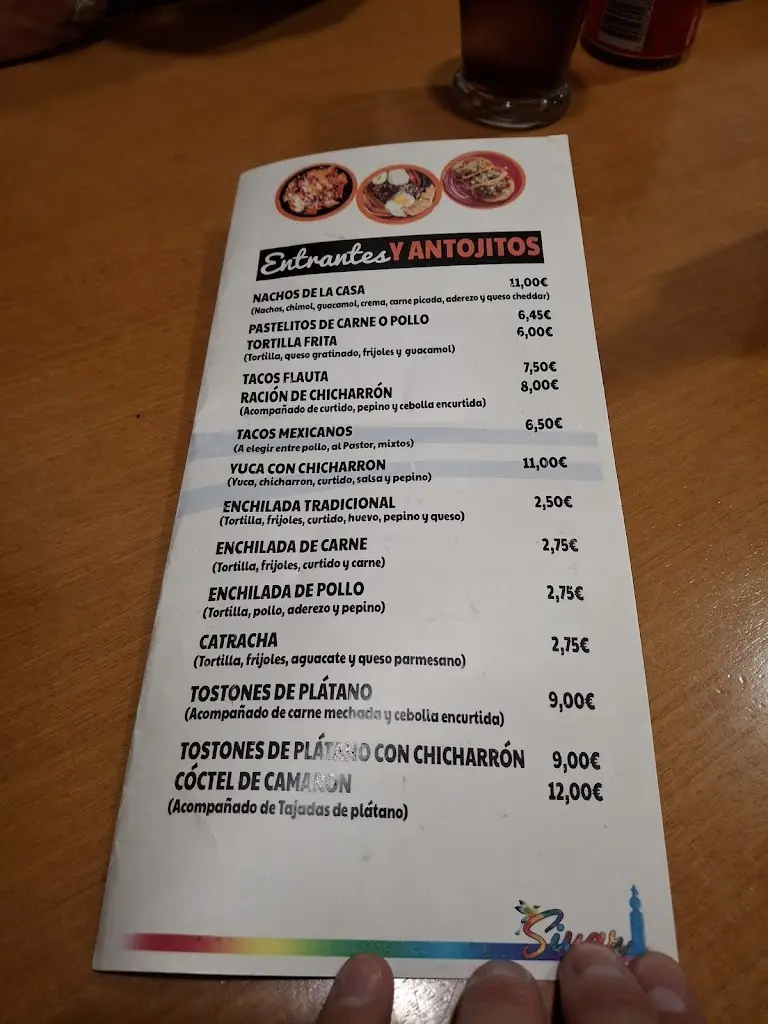 Entrantes Y ANTOJITOS
NACHOS DE LA CASA 11,00€
(Nachos, chimol, guacamol, crema, carne picada, aderezo y queso cheddar)
PASTELITOS DE CARNE O POLLO 6,45€
TORTILLA FRITA 6,00€
(Tortilla, queso gratinado, frijoles y guacamol)
TACOS FLAUTA 7,50€
RACIÓN DE CHICHARRÓN 8,00€
(Acompañado de curtido, pepino y cebolla encurtida)
TACOS MEXICANOS 6,50€
(A elegir entre pollo, al Pastor, mixtos)
YUCA CON CHICHARRON 11,00€
(Yuca, chicharron, curtido, salsa y pepino)
ENCHILADA TRADICIONAL 2,50€
(Tortilla, frijoles, curtido, huevo, pepino y queso)
ENCHILADA DE CARNE 2,75€
(Tortilla, frijoles, curtido y carne)
ENCHILADA DE POLLO 2,75€
(Tortilla, pollo, aderezo y pepino)
CATRACHA 2,75€
(Tortilla, frijoles, aguacate y queso parmesano)
TOSTONES DE PLÁTANO 9,00€
(Acompañado de carne mechada y cebolla encurtida)
TOSTONES DE PLÁTANO CON CHICHARRÓN 9,00€
CÓCTEL DE CAMARON 12,00€
(Acompañado de Tajadas de plátano)